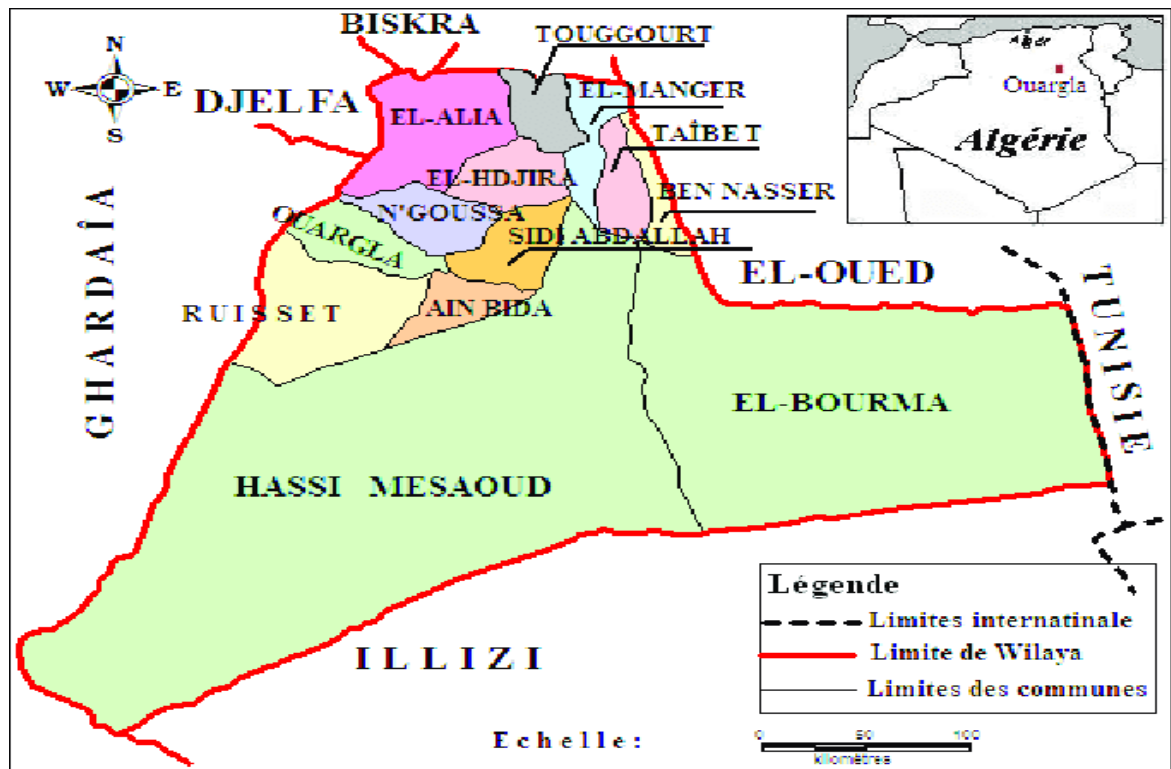 BISKRA
TOUGGOURT
N
W E
S
DJELFA
EL-ALIA
EL-MANGER
TAÎBET
EL-HDJIRA
BEN NASSER
N'GOUSSA
OUARGLA
SIDI ABDALLAH
Alger
Ouargla
Algérie
GHARDAÎA
RUISSET
AIN BIDA
EL-OUED
TUNISIE
EL-BOURMA
HASSI MESAOUD
ILLIZI
Légende
Limites internatinale
Limite de Wilaya
Limites des communes
Echelle:
0 50 100
kilomètres